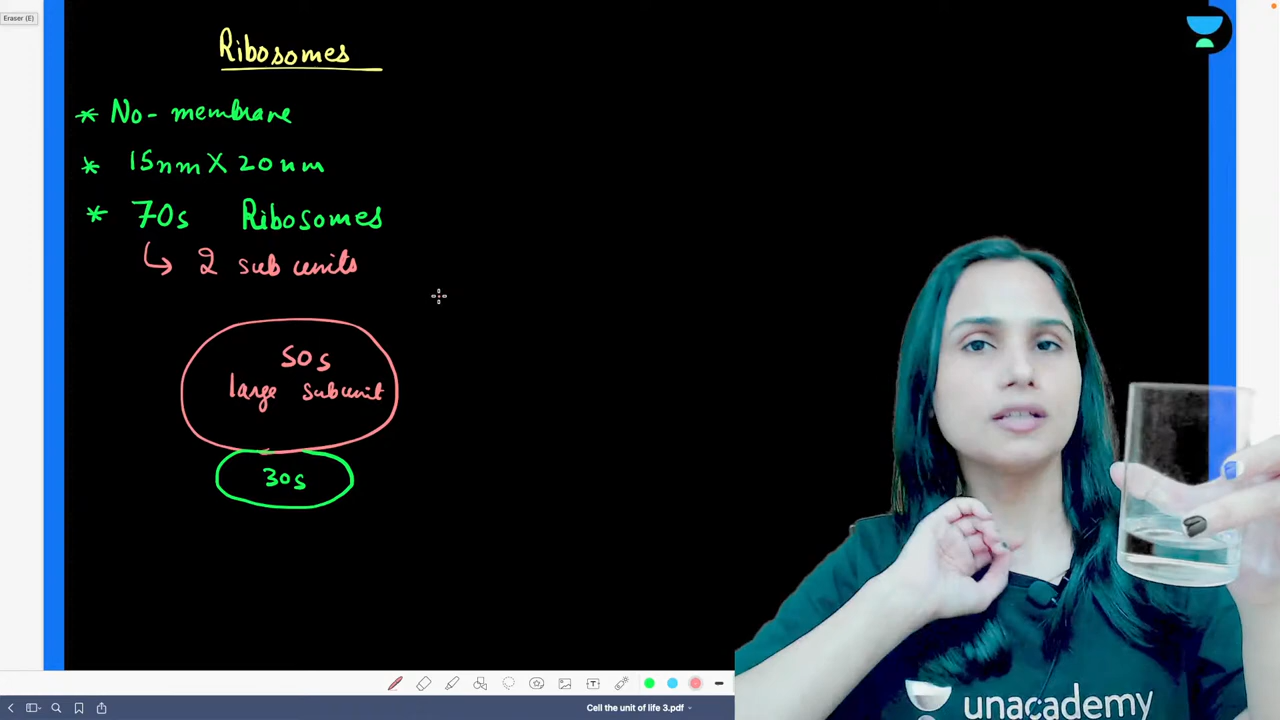 Eraser (E)
Ribosomes
* No-membrane
* 15nm X 20nm
* 70s Ribosomes
↳ 2 sub units
50s
large subunit
30s
unacademy
Cell the unit of life 3.pdf